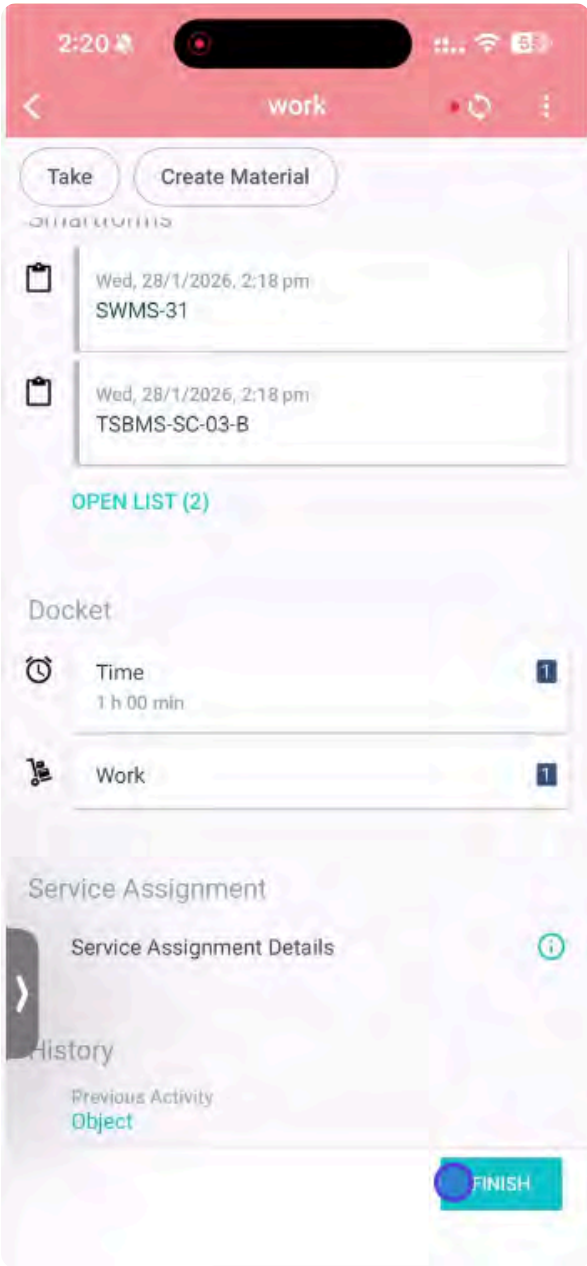 2:20
work
Take
Create Material
Smartforms
Wed, 28/1/2026, 2:18 pm
SWMS-31
Wed, 28/1/2026, 2:18 pm
TSBMS-SC-03-B
OPEN LIST (2)
Docket
Time
1
1 h 00 min
Work
1
Service Assignment
Service Assignment Details
History
Previous Activity
Object
FINISH